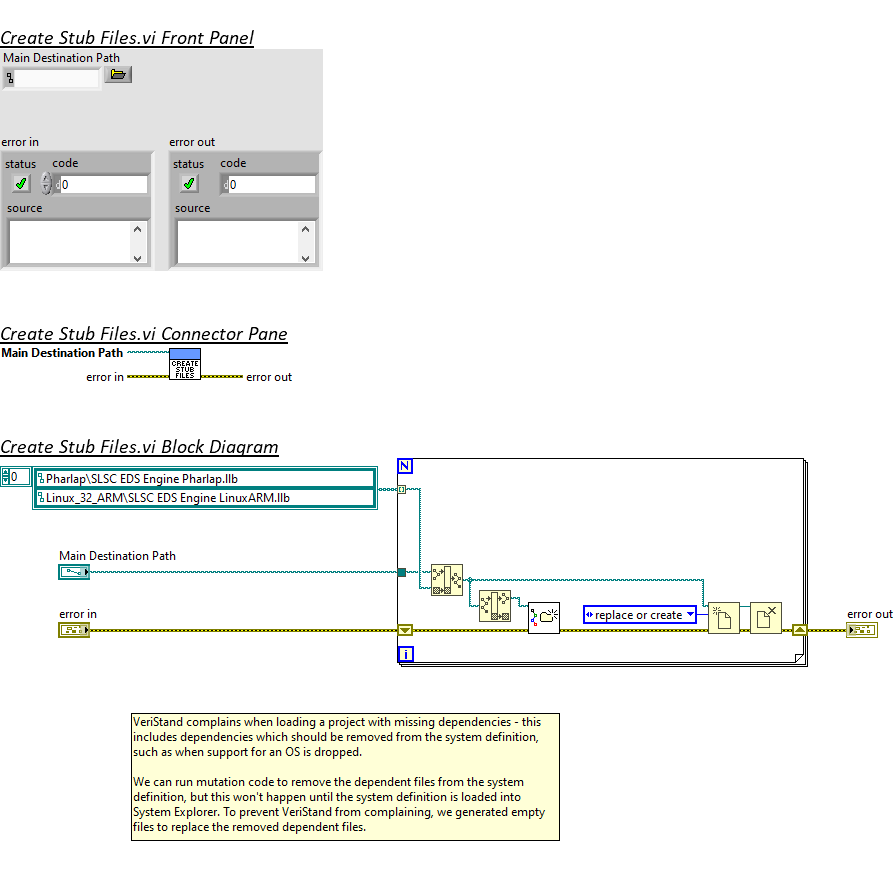 Create Stub Files.vi Front Panel
Main Destination Path
error in error out
status code status code
0 0
source source
Create Stub Files.vi Connector Pane
Main Destination Path
CREATE
STUB
FILES
error in error out
Create Stub Files.vi Block Diagram
N
0 Pharlap\SLSC EDS Engine Pharlap.llb
Linux_32_ARM\SLSC EDS Engine LinuxARM.llb
Main Destination Path
error in replace or create error out
i
VeriStand complains when loading a project with missing dependencies - this
includes dependencies which should be removed from the system definition,
such as when support for an OS is dropped.
We can run mutation code to remove the dependent files from the system
definition, but this won't happen until the system definition is loaded into
System Explorer. To prevent VeriStand from complaining, we generated empty
files to replace the removed dependent files.